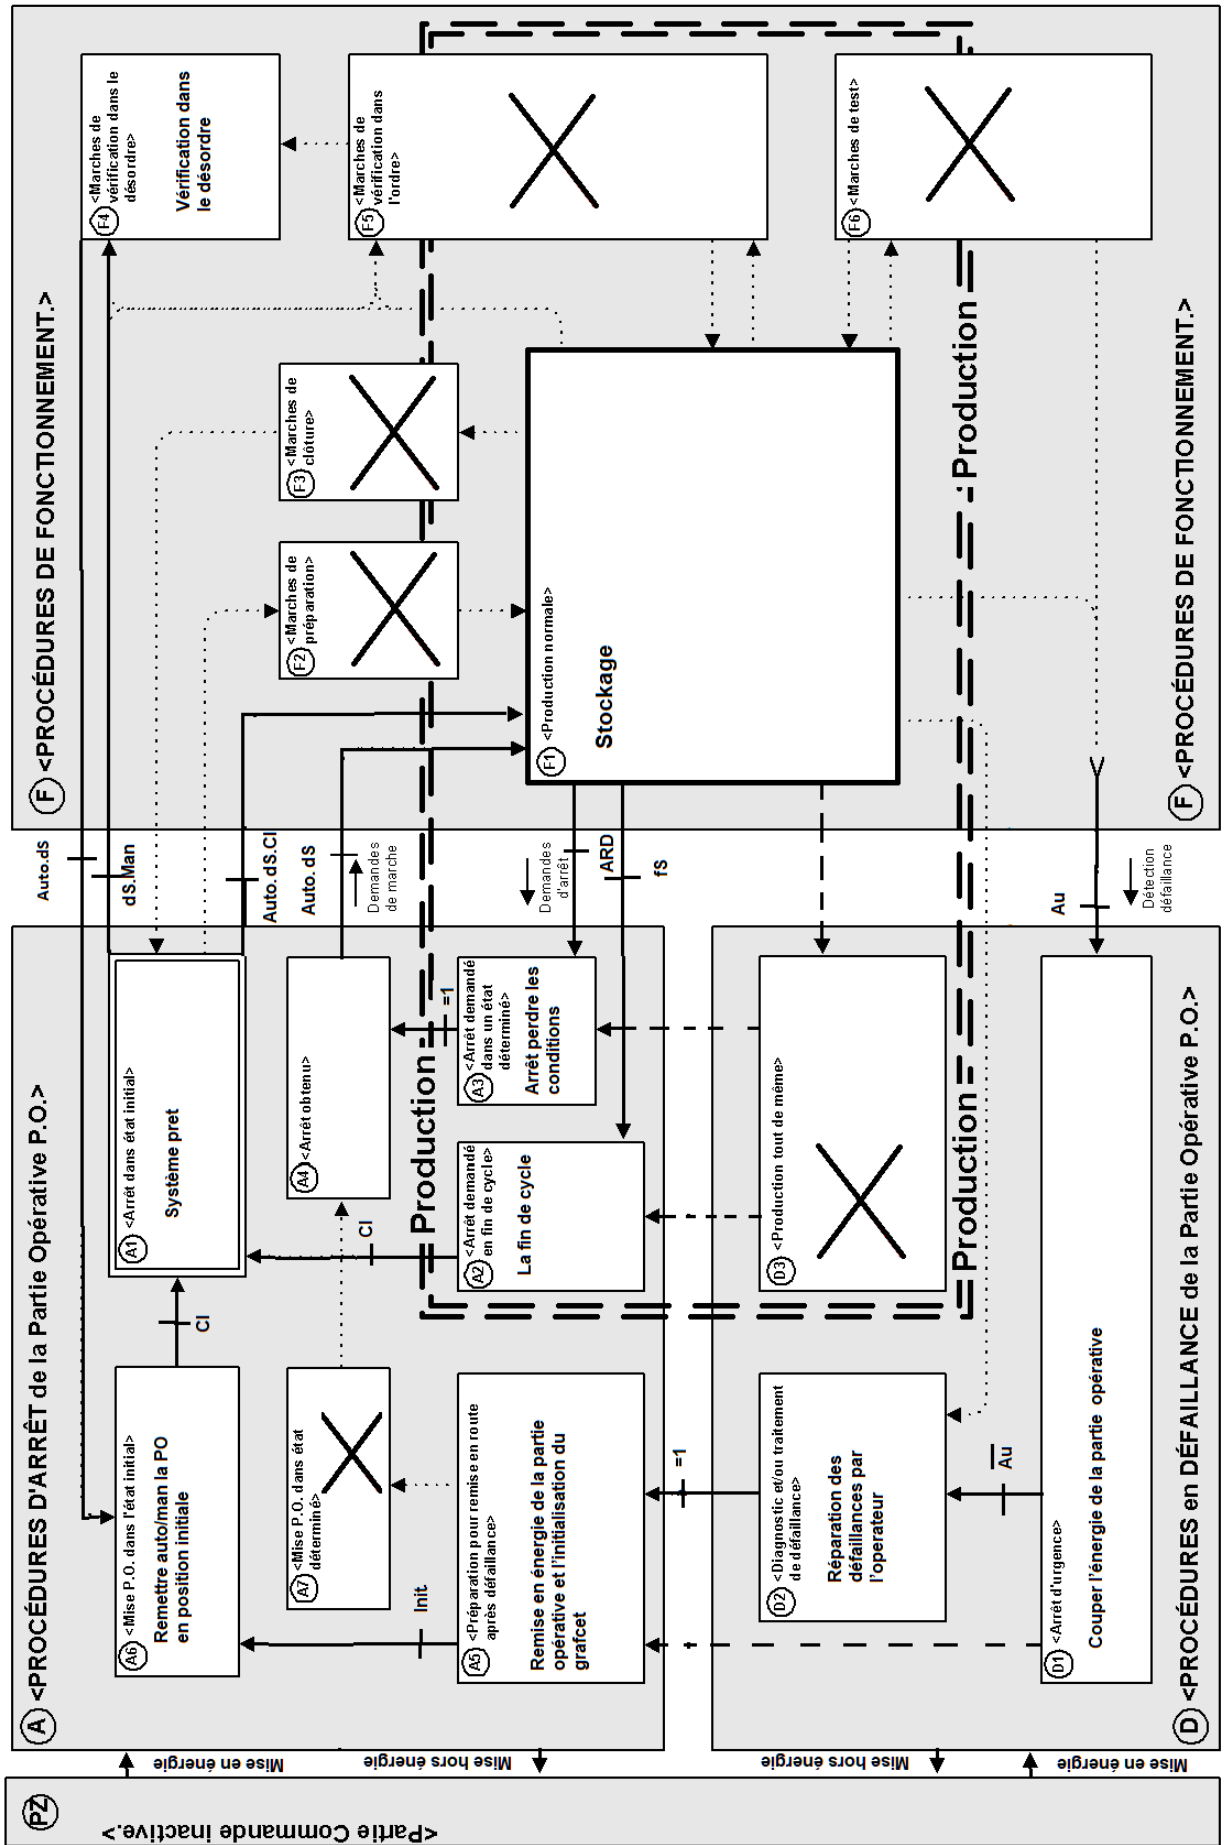 PZ
<Partie Commande inactive.>
Mise en énergie
Mise hors énergie
Mise hors énergie
Mise en énergie
A <PROCÉDURES D'ARRÊT de la Partie Opérative P.O.>
A6 <Mise P.O. dans l'état initial>
Remettre auto/man la PO
en position initiale
CI
A1 <Arrêt dans état initial>
Système pret
A7 <Mise P.O. dans état
déterminé>
A4 <Arrêt obtenu>
Init
CI
=1
A5 <Préparation pour remise en route
après défaillance>
Remise en énergie de la partie
opérative et l'initialisation du
grafcet
A2 <Arrêt demandé
en fin de cycle>
La fin de cycle
A3 <Arrêt demandé
dans un état
déterminé>
Arrêt perdre les
conditions
Production
=1
D2 <Diagnostic et/ou traitement
de défaillance>
Réparation des
défaillances par
l'operateur
D3 <Production tout de même>
Production
Au
D1 <Arrêt d'urgence>
Couper l'énergie de la partie opérative
D <PROCÉDURES en DÉFAILLANCE de la Partie Opérative P.O.>
Auto.dS
dS.Man
Auto.dS.CI
Auto.dS
Demandes
de marche
Demandes
d'arrêt
ARD
fS
Au
Détection
défaillance
F <PROCÉDURES DE FONCTIONNEMENT.>
F4 <Marches de
vérification dans le
désordre>
Vérification dans
le désordre
F2 <Marches de
préparation>
F3 <Marches de
clôture>
F5 <Marches de
vérification dans
l'ordre>
F1 <Production normale>
Stockage
F6 <Marches de test>
Production
F <PROCÉDURES DE FONCTIONNEMENT.>